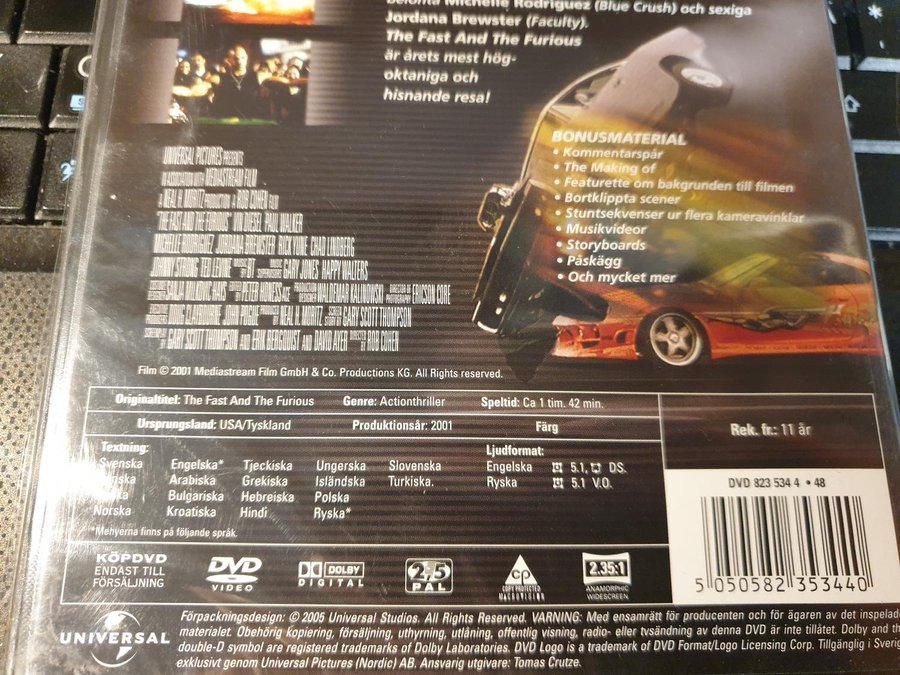 belönta Michelle Rodriguez (Blue Crush) och sexiga
Jordana Brewster (Faculty).
The Fast And The Furious
är årets mest hög-
oktaniga och
hisnande resa!
BONUSMATERIAL
• Kommentarspår
• The Making of
• Featurette om bakgrunden till filmen
• Bortklippta scener
• Stuntsekvenser ur flera kameravinklar
• Musikvideor
• Storyboards
• Påskägg
• Och mycket mer
UNIVERSAL PICTURES PRESENTS
IN ASSOCIATION WITH MEDIASTREAM FILM
A NEAL H. MORITZ PRODUCTION A ROB COHEN FILM
"THE FAST AND THE FURIOUS" VIN DIESEL PAUL WALKER
MICHELLE RODRIGUEZ JORDANA BREWSTER RICK YUNE CHAD LINDBERG
JOHNNY STRONG TED LEVINE MUSIC BY BT MUSIC SUPERVISORS GARY JONES HAPPY WALTERS
PETER HONESS, ACE PRODUCTION DESIGNER WALDEMAR KALINOWSKI DIRECTOR OF PHOTOGRAPHY ERICSON CORE
DOUG CLAYBOURNE JOHN POGUE PRODUCED BY NEAL H. MORITZ STORY BY GARY SCOTT THOMPSON
SCREENPLAY BY GARY SCOTT THOMPSON AND ERIK BERGQUIST AND DAVID AYER DIRECTED BY ROB COHEN
Film © 2001 Mediastream Film GmbH & Co. Productions KG. All Rights reserved.
Originaltitel: The Fast And The Furious Genre: Actionthriller Speltid: Ca 1 tim. 42 min.
Ursprungsland: USA/Tyskland Produktionsår: 2001 Färg
Rek. fr.: 11 år
Textning: Ljudformat:
Svenska Engelska* Tjeckiska Ungerska Slovenska Engelska 5.1, DS.
Arabiska Grekiska Isländska Turkiska. Ryska 5.1 V.O.
Bulgariska Hebreiska Polska
Norska Kroatiska Hindi Ryska*
*Menyerna finns på följande språk.
DVD 823 534 4 • 48
5 050582 353440
KÖPDVD
ENDAST TILL
FÖRSÄLJNING
DVD
VIDEO
DOLBY
DIGITAL
2,5
PAL
CP
COPY PROTECTED
MACROVISION
2.35:1
ANAMORPHIC
WIDESCREEN
UNIVERSAL
Förpackningsdesign: © 2005 Universal Studios. All Rights Reserved. VARNING: Med ensamrätt för producenten och för ägaren av det inspelade
materialet. Obehörig kopiering, försäljning, uthyrning, utlåning, offentlig visning, radio- eller tvsändning av denna DVD är inte tillåtet. Dolby and the
double-D symbol are registered trademarks of Dolby Laboratories. DVD Logo is a trademark of DVD Format/Logo Licensing Corp. Tillgänglig i Sverige
exklusivt genom Universal Pictures (Nordic) AB. Ansvarig utgivare: Tomas Crutze.